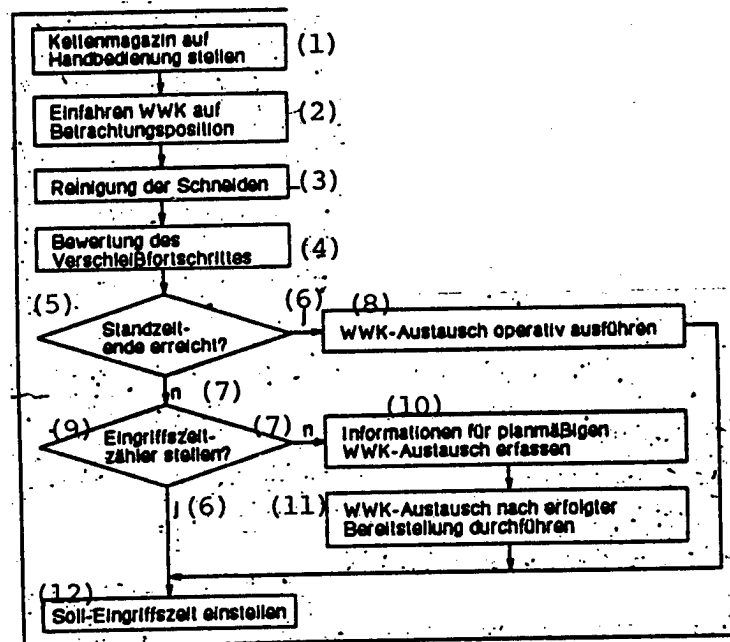 Kettenmagazin auf
Handbedienung stellen
(1)
Einfahren WWK auf
Betrachtungsposition
(2)
Reinigung der Schneiden
(3)
Bewertung des
Verschleißfortschrittes
(4)
(5)
Standzeit-
ende erreicht?
(6)
j
(8)
WWK-Austausch operativ ausführen
n
(7)
(9)
Eingriffszeit-
zähler stellen?
(7)
n
(10)
Informationen für planmäßigen
WWK-Austausch erfassen
j
(6)
(11)
WWK-Austausch nach erfolgter
Bereitstellung durchführen
(12)
Soll-Eingriffszeit einstellen